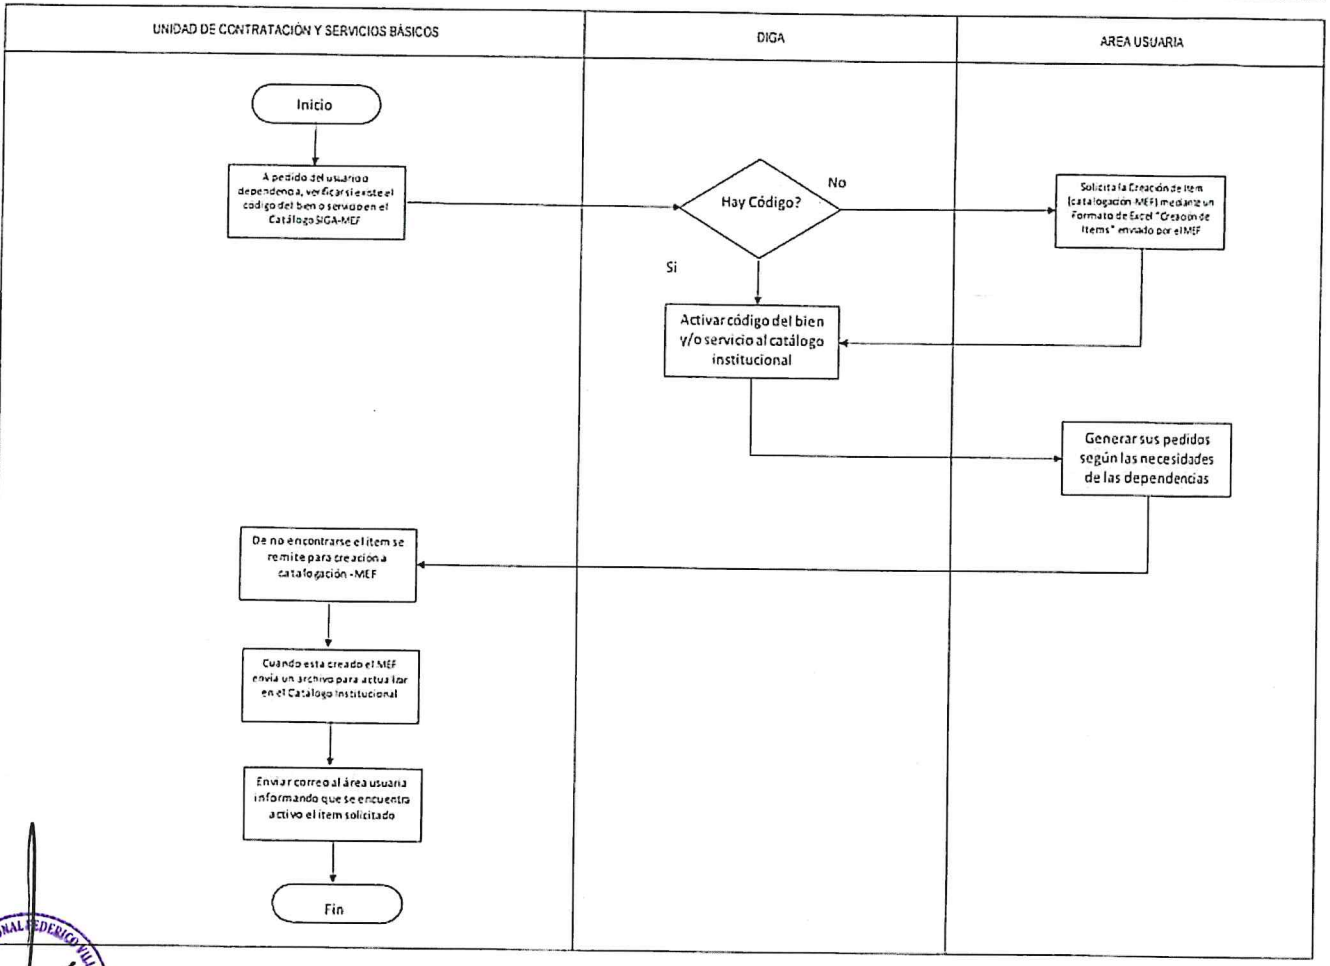 UNIDAD DE CONTRATACIÓN Y SERVICIOS BÁSICOS
DIGA
AREA USUARIA
Inicio
A pedido del usuario o
dependencia, verificar si existe el
código del bien o servicio en el
Catálogo SIGA-MEF
Hay Código?
No
Si
Solicita la Creación de Item
(catalogación MEF) mediante un
Formato de Excel "Creación de
Items" enviado por el MEF
Activar código del bien
y/o servicio al catálogo
institucional
Generar sus pedidos
según las necesidades
de las dependencias
De no encontrarse el item se
remite para creación a
catalogación -MEF
Cuando esta creado el MEF
envía un archivo para actualizar
en el Catálogo Institucional
Enviar correo al área usuaria
informando que se encuentra
activo el item solicitado
Fin
FEDERICO